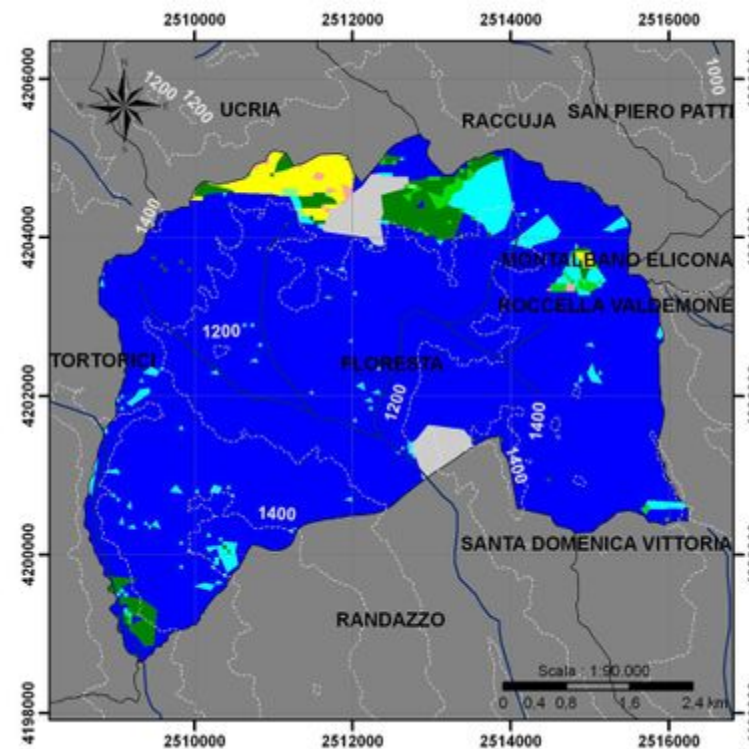 2510000 2512000 2514000 2516000
4206000
1200
1200
1000
UCRIA
RACCUJA
SAN PIERO PATTI
1400
4204000
MONTALBANO ELICONA
ROCCELLA VALDEMONE
1200
TORTORICI
FLORESTA
4202000
1200
1400
1400
1400
4200000
SANTA DOMENICA VITTORIA
RANDAZZO
Scala : 1:90.000
0 0.4 0.8 1.6 2.4 km
4198000
2510000 2512000 2514000 2516000